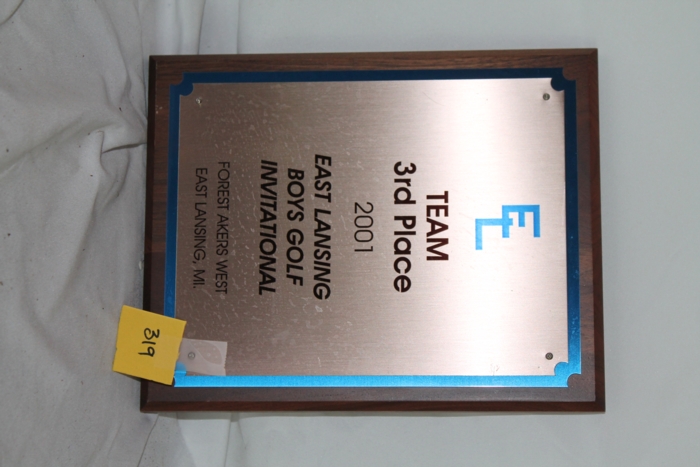 EL
TEAM
3rd Place
2001
EAST LANSING
BOYS GOLF
INVITATIONAL
FOREST AKERS WEST
EAST LANSING, MI.
319